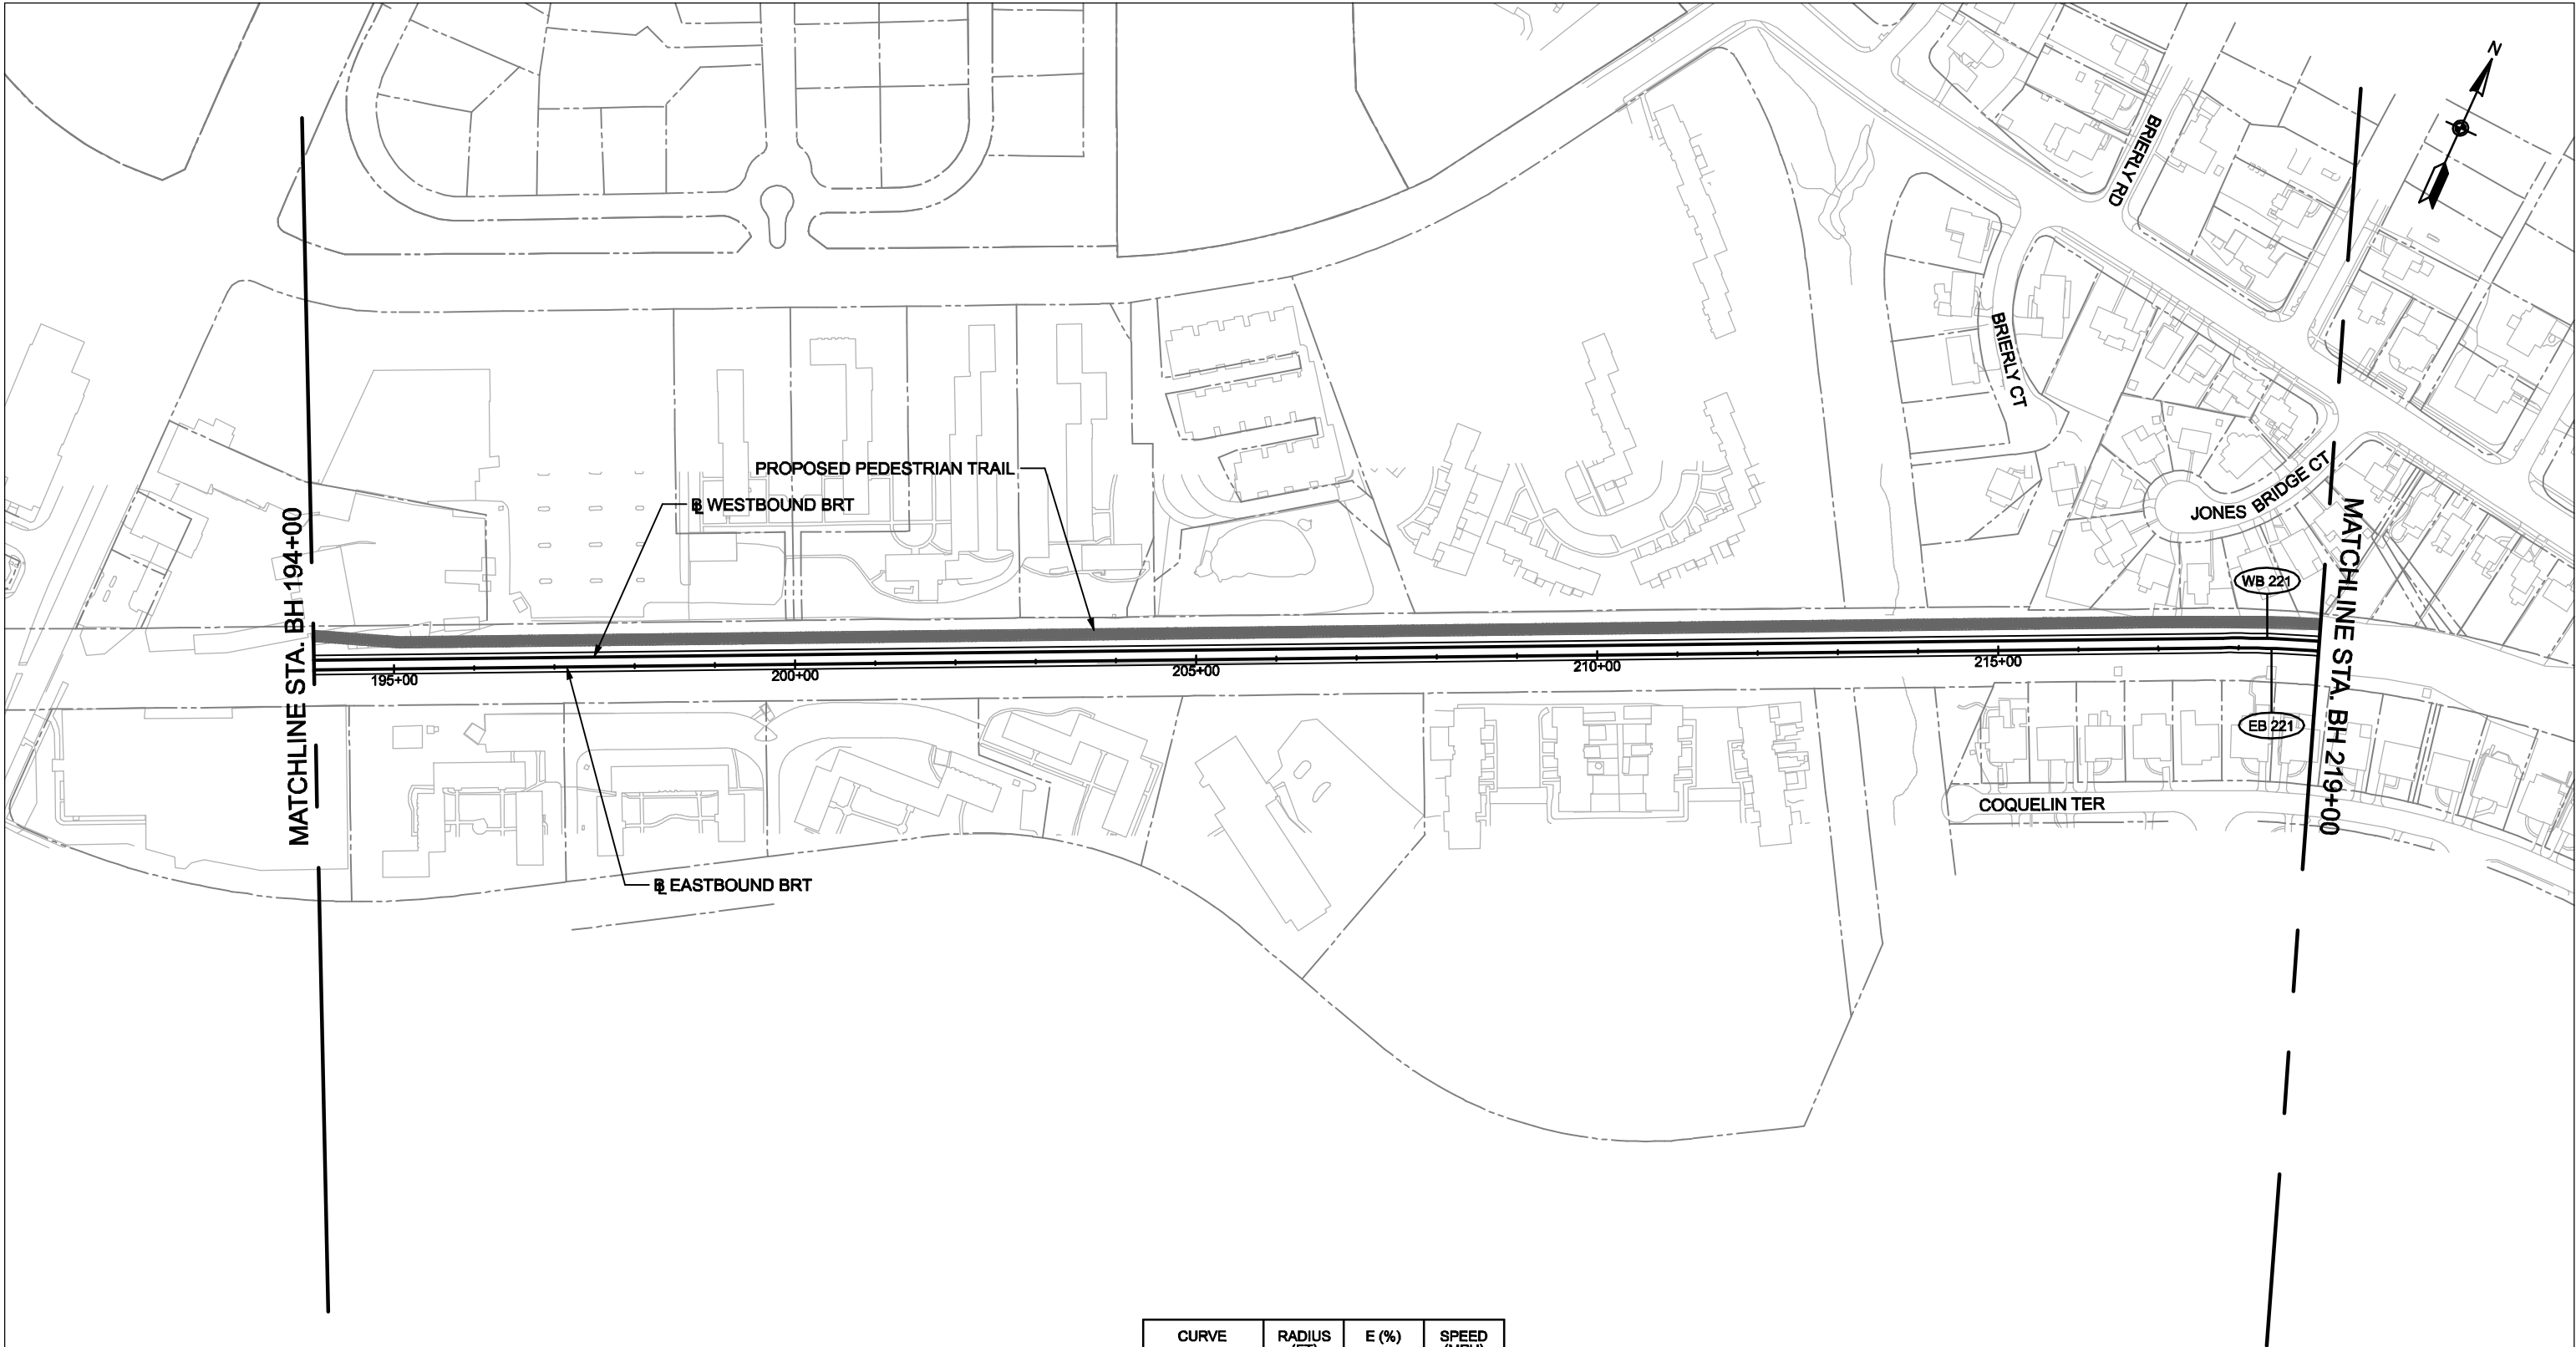 N
BRIERLY RD
BRIERLY CT
PROPOSED PEDESTRIAN TRAIL
℄ WESTBOUND BRT
JONES BRIDGE CT
MATCHLINE STA. BH 194+00
MATCHLINE STA. BH 219+00
WB 221
195+00
200+00
205+00
210+00
215+00
EB 221
COQUELIN TER
EASTBOUND BRT
CURVE RADIUS E (%) SPEED
(FT) (MPH)